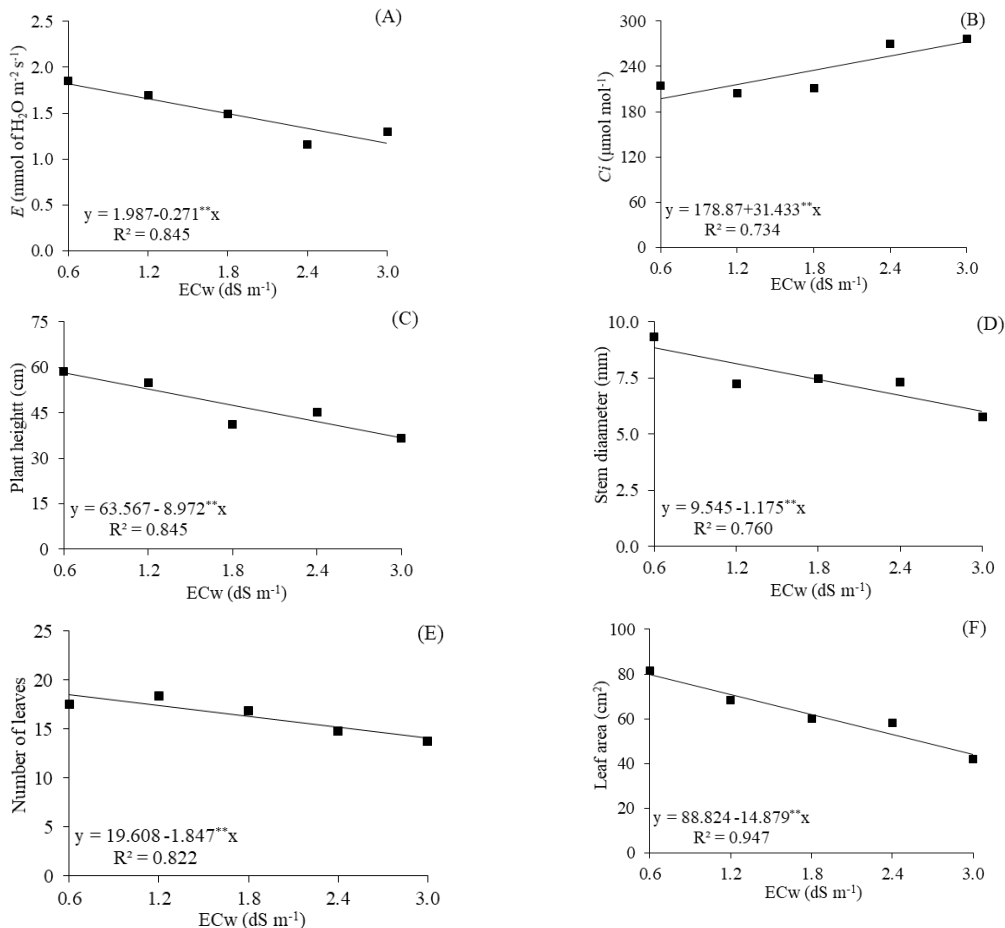 (A)
E (mmol of H₂O m⁻² s⁻¹)
2.5
2.0
1.5
1.0
0.5
0.0
y = 1.987-0.271**x
R² = 0.845
0.6 1.2 1.8 2.4 3.0
ECw (dS m⁻¹)
(B)
Ci (µmol mol⁻¹)
300
240
180
120
60
0
y = 178.87+31.433**x
R² = 0.734
0.6 1.2 1.8 2.4 3.0
ECw (dS m⁻¹)
(C)
Plant heightt (cm)
75
60
45
30
15
0
y = 63.567 - 8.972**x
R² = 0.845
0.6 1.2 1.8 2.4 3.0
ECw (dS m⁻¹)
(D)
Stem diaameter (mm)
10.0
7.5
5.0
2.5
0.0
y = 9.545 -1.175**x
R² = 0.760
0.6 1.2 1.8 2.4 3.0
ECw (dS m⁻¹)
(E)
Number of leaves
25
20
15
10
5
0
y = 19.608 -1.847**x
R² = 0.822
0.6 1.2 1.8 2.4 3.0
ECw (dS m⁻¹)
(F)
Leaf area (cm²)
100
80
60
40
20
0
y = 88.824 -14.879**x
R² = 0.947
0.6 1.2 1.8 2.4 3.0
ECw (dS m⁻¹)